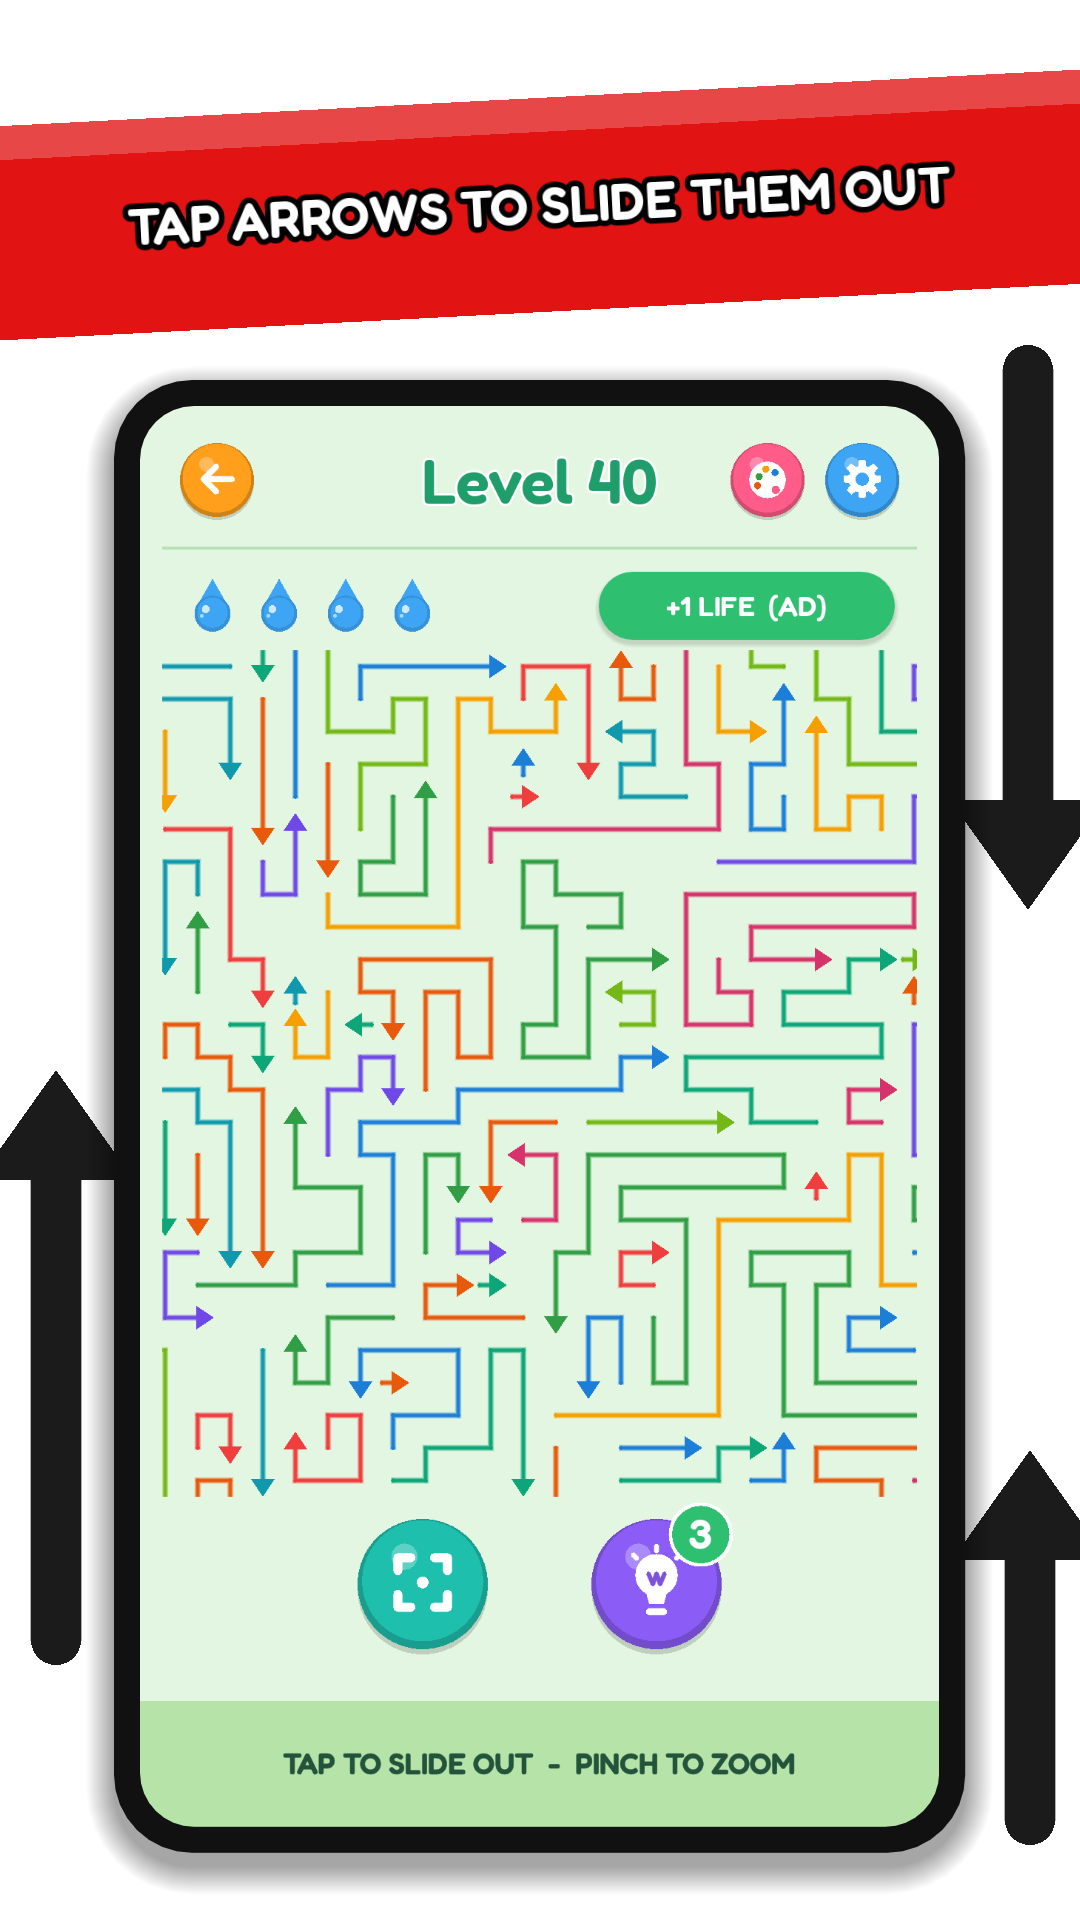 TAP ARROWS TO SLIDE THEM OUT
Level 40
+1 LIFE (AD)
3
W
TAP TO SLIDE OUT - PINCH TO ZOOM